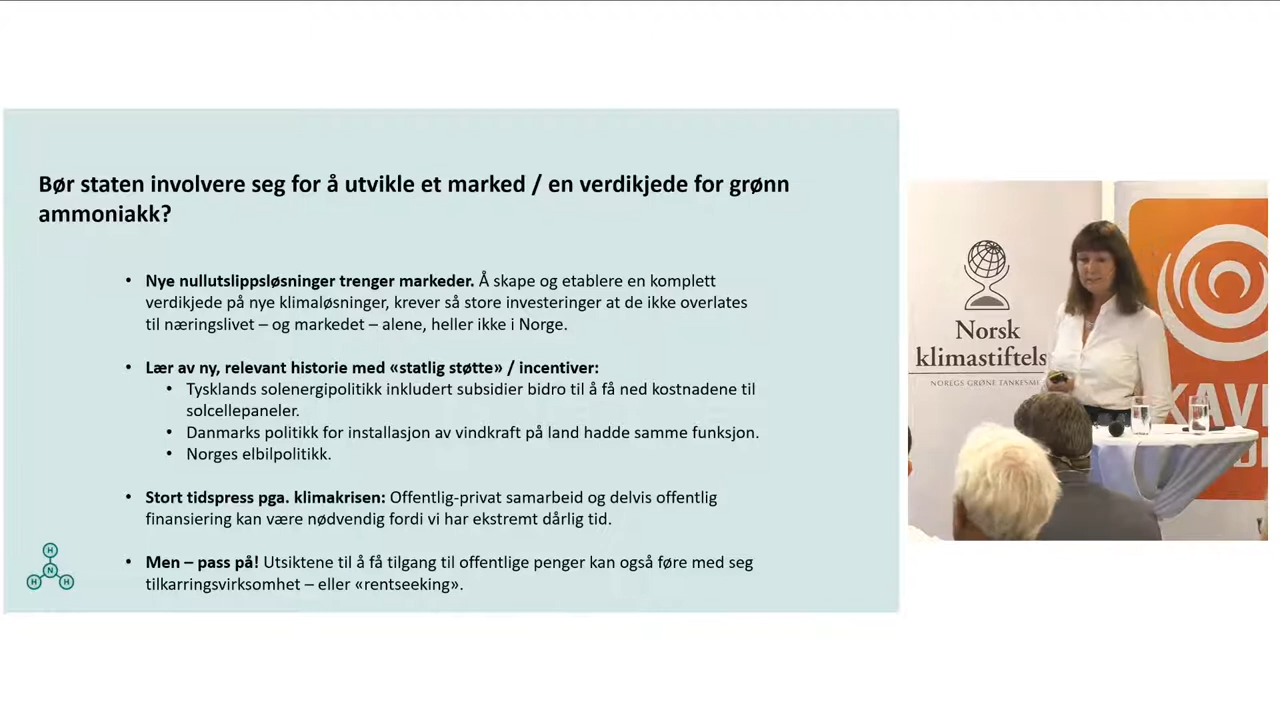 Bør staten involvere seg for å utvikle et marked / en verdikjede for grønn
ammoniakk?
• Nye nullutslippsløsninger trenger markeder. Å skape og etablere en komplett
verdikjede på nye klimaløsninger, krever så store investeringer at de ikke overlates
til næringslivet – og markedet – alene, heller ikke i Norge.
• Lær av ny, relevant historie med «statlig støtte» / incentiver:
• Tysklands solenergipolitikk inkludert subsidier bidro til å få ned kostnadene til
solcellepaneler.
• Danmarks politikk for installasjon av vindkraft på land hadde samme funksjon.
• Norges elbilpolitikk.
• Stort tidspress pga. klimakrisen: Offentlig-privat samarbeid og delvis offentlig
finansiering kan være nødvendig fordi vi har ekstremt dårlig tid.
• Men – pass på! Utsiktene til å få tilgang til offentlige penger kan også føre med seg
tilkarringsvirksomhet – eller «rentseeking».
H
N
H H
Norsk
klimastiftels
NOREGS GRØNE TANKESM
KAV